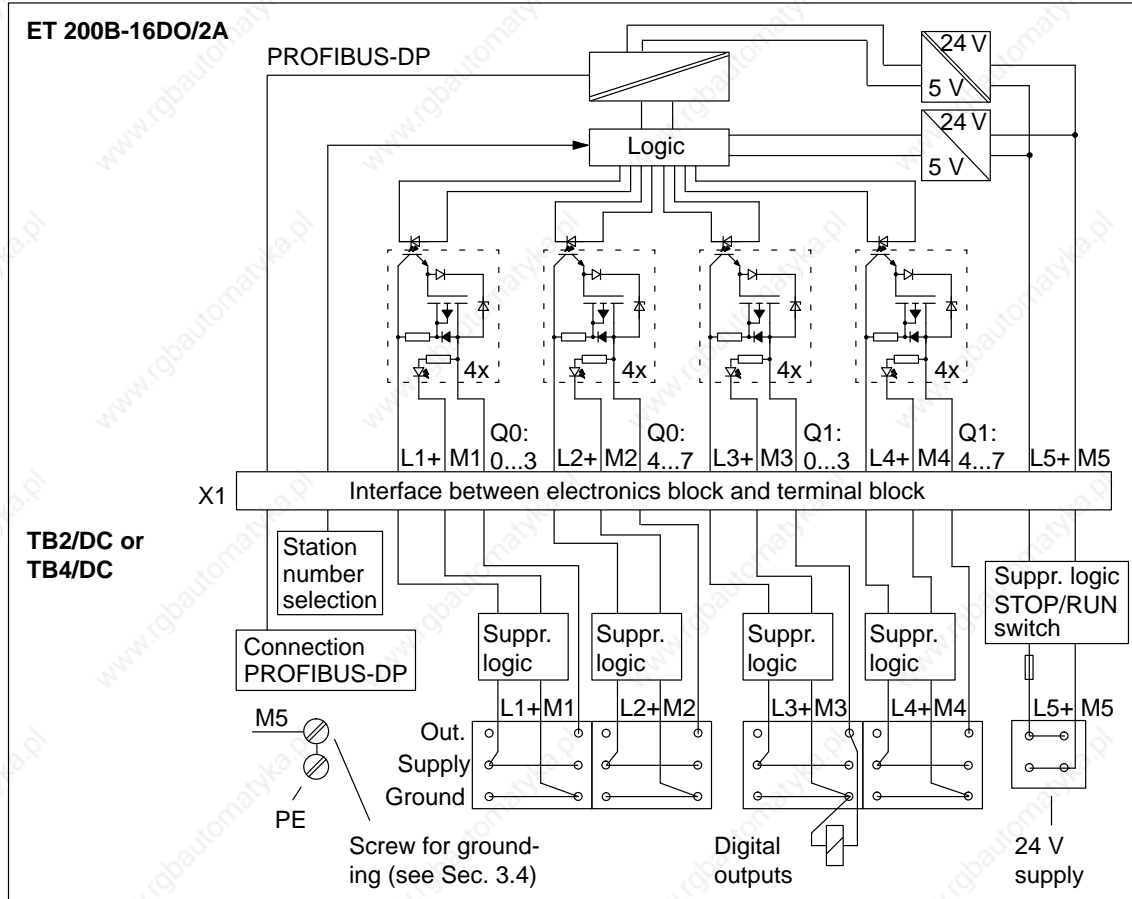 ET 200B-16DO/2A
PROFIBUS-DP
24 V
5 V
24 V
5 V
Logic
4x
4x
4x
4x
Q0:
Q0:
Q1:
Q1:
L1+ M1 0...3 L2+ M2 4...7 L3+ M3 0...3 L4+ M4 4...7 L5+ M5
X1
Interface between electronics block and terminal block
TB2/DC or
TB4/DC
Station
number
selection
Connection
PROFIBUS-DP
Suppr.
logic
Suppr.
logic
Suppr.
logic
Suppr.
logic
Suppr. logic
STOP/RUN
switch
L1+ M1 L2+ M2 L3+ M3 L4+ M4 L5+ M5
M5
Out.
Supply
Ground
PE
Screw for ground-
ing (see Sec. 3.4)
Digital
outputs
24 V
supply
www.rgbautomatyka.pl